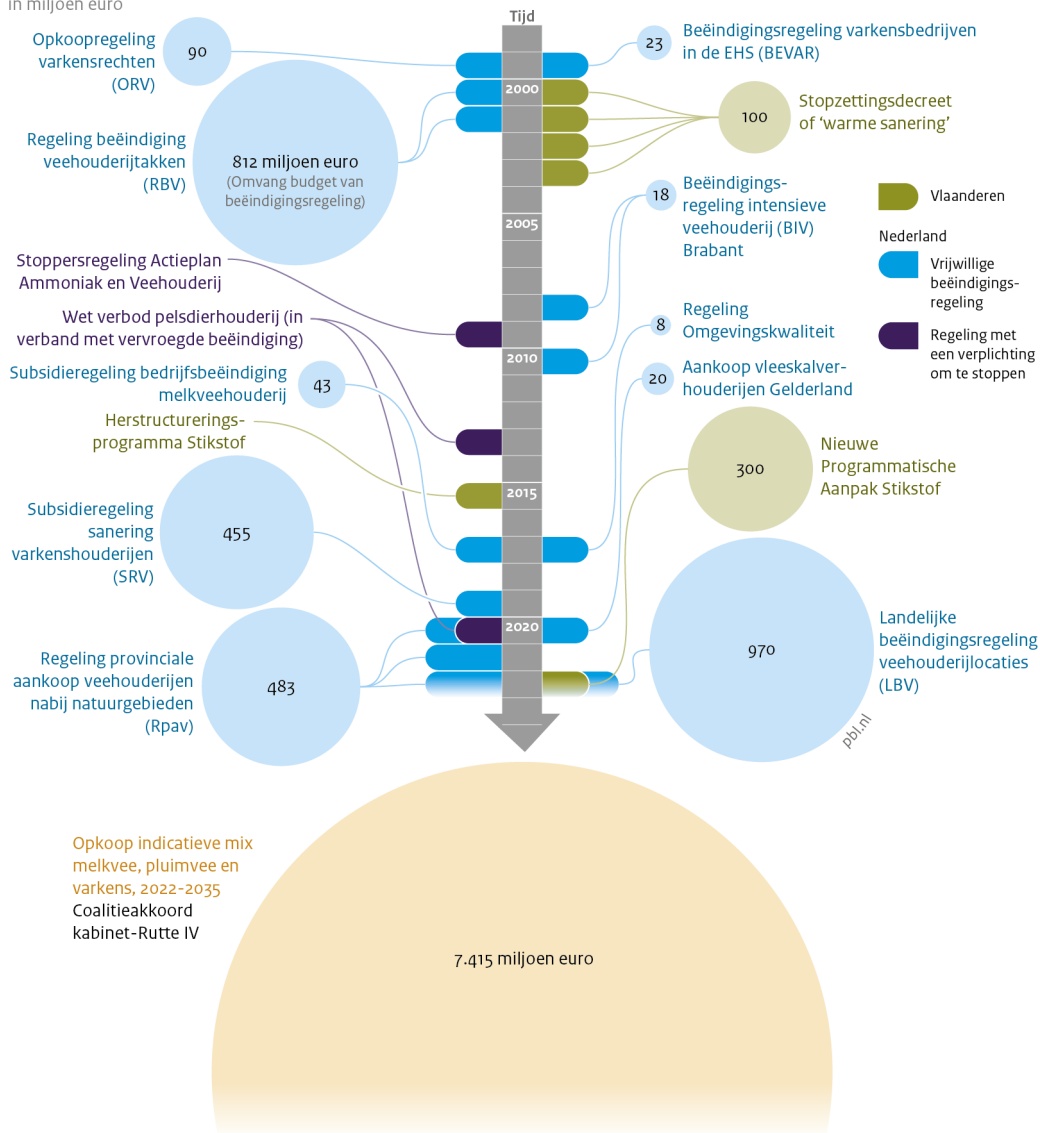 in miljoen euro
Tijd
Opkoopregeling
varkensrechten
(ORV)
90
23
Beëindigingsregeling varkensbedrijven
in de EHS (BEVAR)
2000
Stopzettingsdecreet
of ‘warme sanering’
100
Regeling beëindiging
veehouderijtakken
(RBV)
812 miljoen euro
(Omvang budget van
beëindigingsregeling)
18
Beëindigings-
regeling intensieve
veehouderij (BIV)
Brabant
Vlaanderen
Nederland
Vrijwillige
beëindigings-
regeling
Regeling met
een verplichting
om te stoppen
2005
Stoppersregeling Actieplan
Ammoniak en Veehouderij
Wet verbod pelsdierhouderij (in
verband met vervroegde beëindiging)
8
Regeling
Omgevingskwaliteit
2010
Subsidieregeling bedrijfsbeëindiging
melkveehouderij
43
20
Aankoop vleeskalver-
houderijen Gelderland
Herstructurerings-
programma Stikstof
300
Nieuwe
Programmatische
Aanpak Stikstof
2015
Subsidieregeling
sanering
varkenshouderijen
(SRV)
455
2020
Landelijke
beëindigingsregeling
veehouderijlocaties
(LBV)
970
Regeling provinciale
aankoop veehouderijen
nabij natuurgebieden
(Rpav)
483
pbl.nl
Opkoop indicatieve mix
melkvee, pluimvee en
varkens, 2022-2035
Coalitieakkoord
kabinet-Rutte IV
7.415 miljoen euro